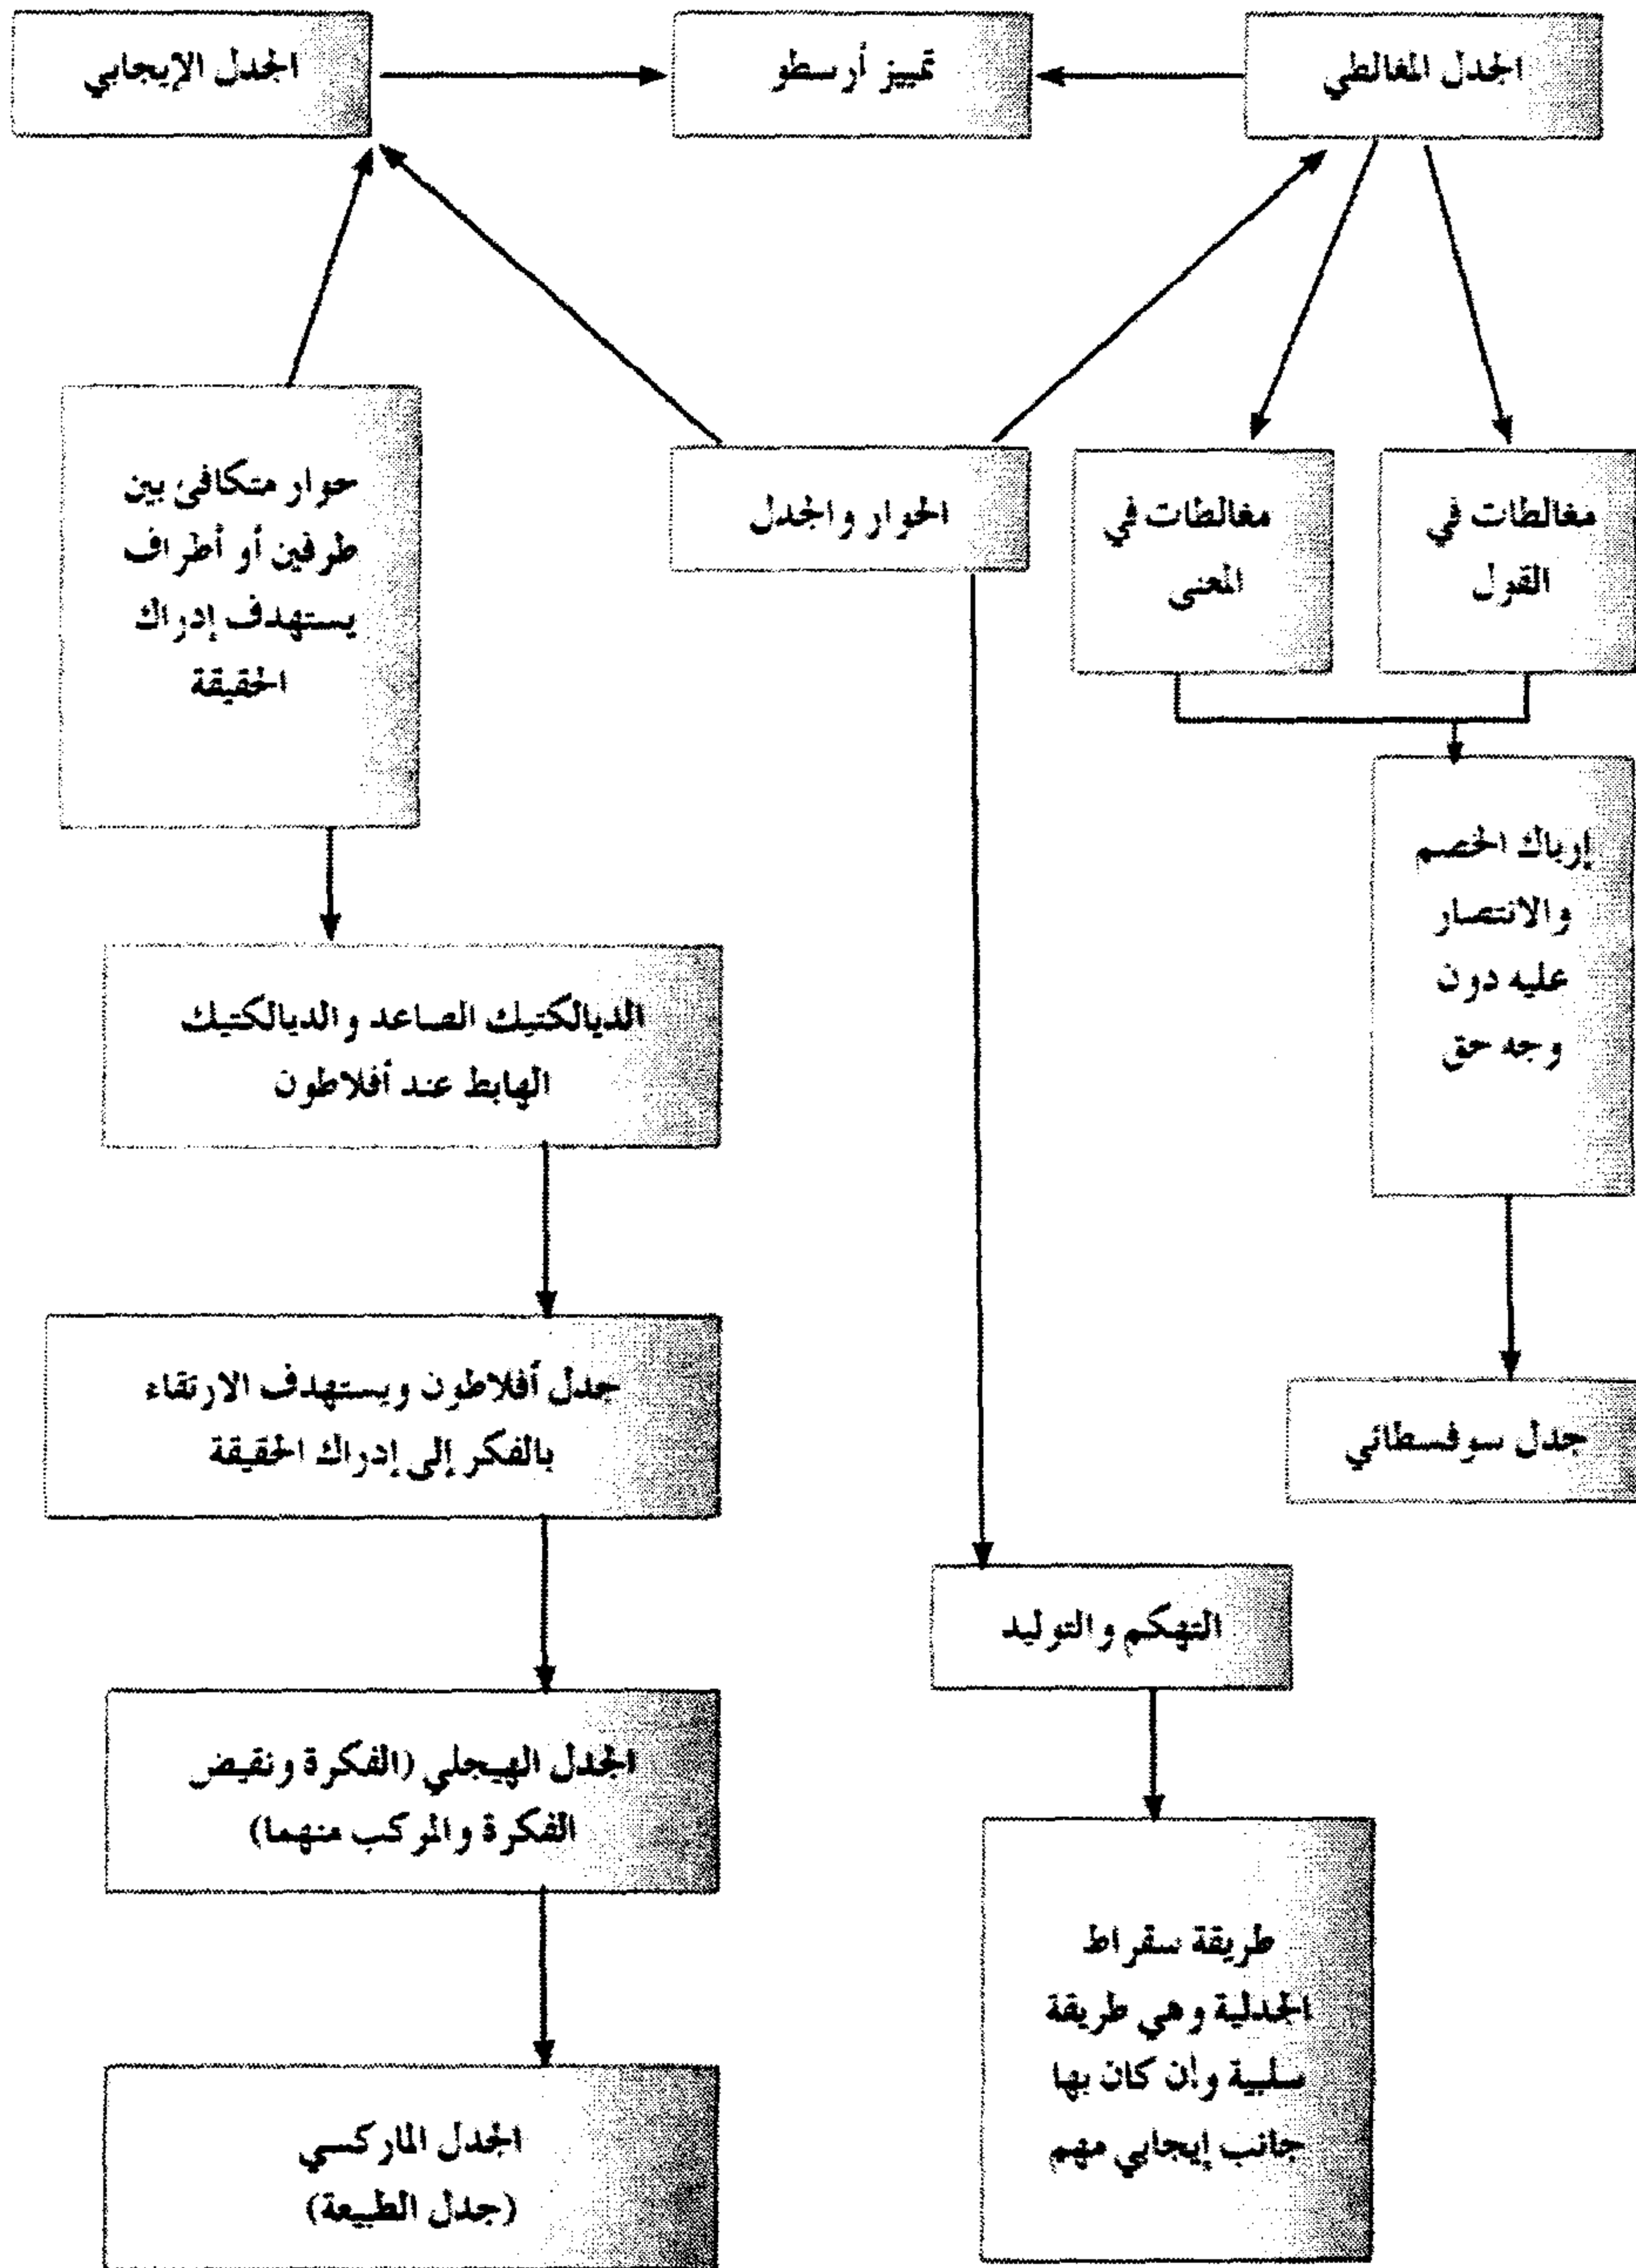 الجدل المغالطي
تمييز أرسطو
الجدل الإيجابي
مغالطات في
القول
مغالطات في
المعنى
الحوار والجدل
حوار متكافئ بين
طرفين أو أطراف
يستهدف إدراك
الحقيقة
إرباك الخصم
والانتصار
عليه دون
وجه حق
الديالكتيك الصاعد والديالكتيك
الهابط عند أفلاطون
جدل سوفسطائي
جدل أفلاطون ويستهدف الارتقاء
بالفكر إلى إدراك الحقيقة
التهكم والتوليد
الجدل الهيجلي (الفكرة ونقيض
الفكرة والمركب منهما)
طريقة سقراط
الجدلية وهي طريقة
سلبية وإن كان بها
جانب إيجابي مهم
الجدل الماركسي
(جدل الطبيعة)